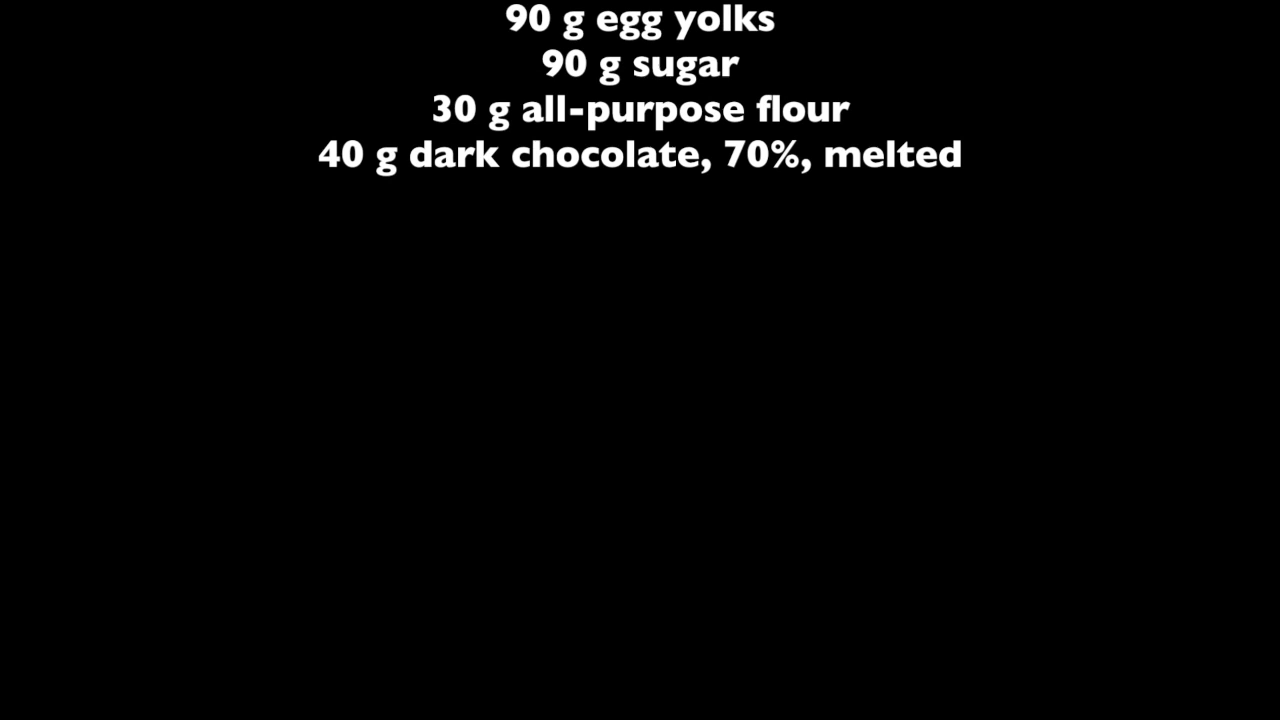 90 g egg yolks
90 g sugar
30 g all-purpose flour
40 g dark chocolate, 70%, melted